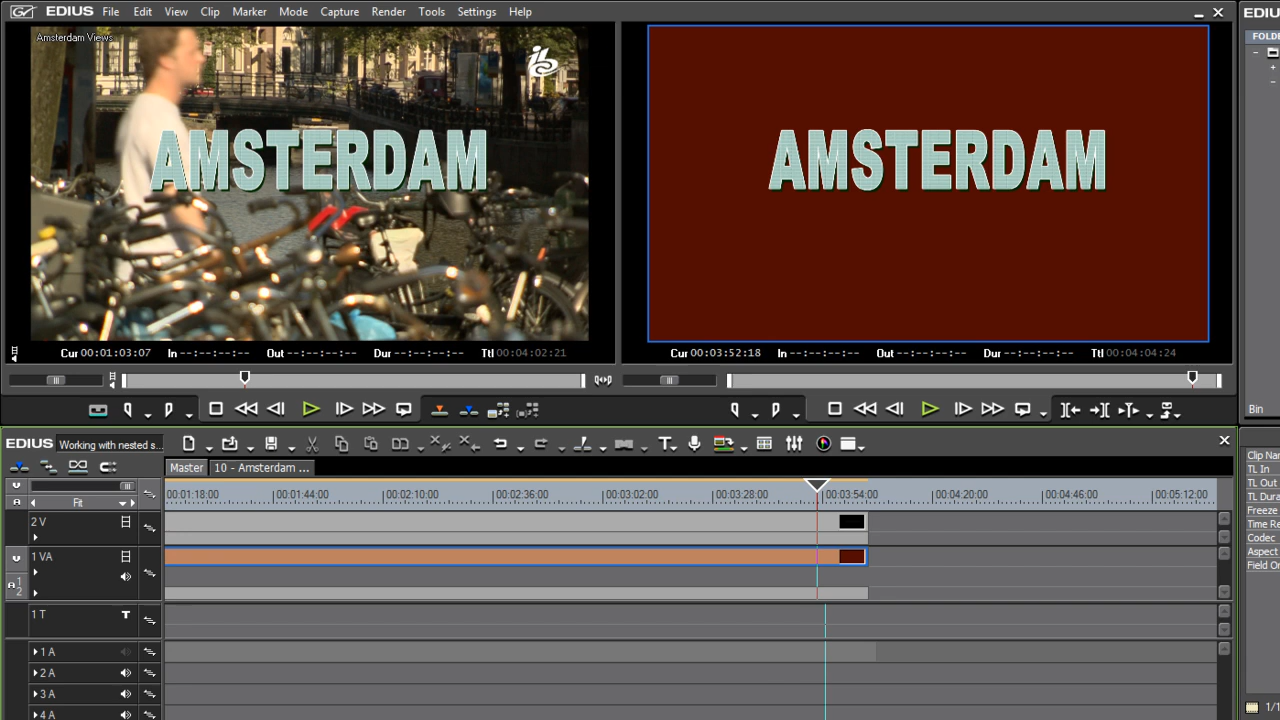 EDIUS File Edit View Clip Marker Mode Capture Render Tools Settings Help
EDIUS
Amsterdam Views
AMSTERDAM
AMSTERDAM
FOLDE
Cur 00:01:03:07 In --:--:--:-- Out --:--:--:-- Dur --:--:--:-- Ttl 00:04:02:21
Cur 00:03:52:18 In --:--:--:-- Out --:--:--:-- Dur --:--:--:-- Ttl 00:04:04:24
Bin
EDIUS Working with nested s...
Master 10 - Amsterdam ...
Fit
00:01:18:00 00:01:44:00 00:02:10:00 00:02:36:00 00:03:02:00 00:03:28:00 00:03:54:00 00:04:20:00 00:04:46:00 00:05:12:00
2 V
1 VA
1
2
1 T
1 A
2 A
3 A
4 A
Clip Na
TL In
TL Out
TL Dura
Freeze
Time Re
Codec
Aspect
Field Or
1/1